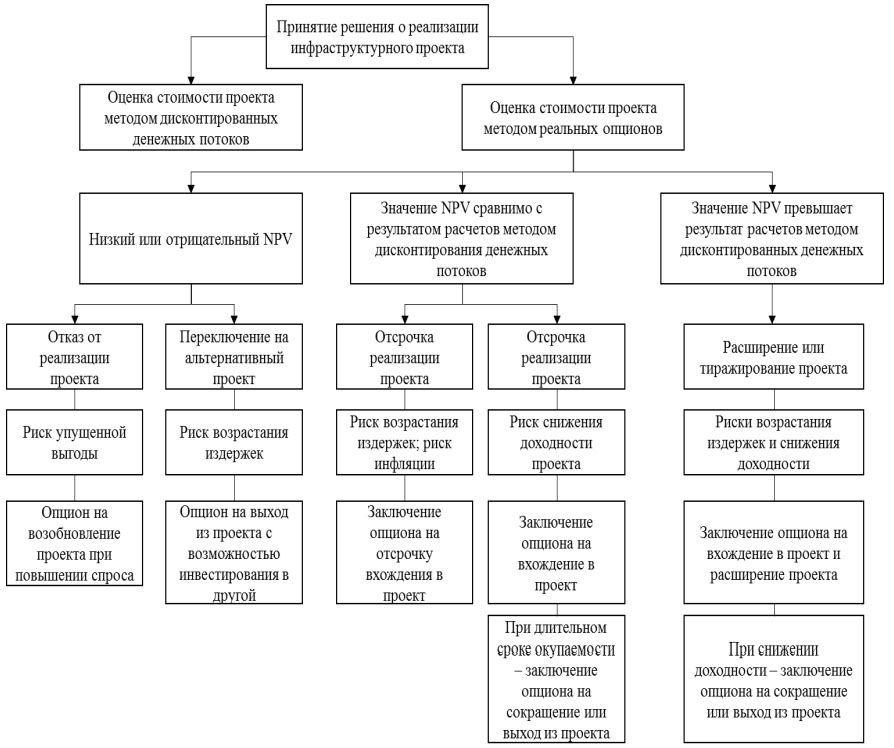 Принятие решения о реализации
инфраструктурного проекта
Оценка стоимости проекта
методом дисконтированных
денежных потоков
Оценка стоимости проекта
методом реальных опционов
Низкий или отрицательный NPV
Значение NPV сравнимо с
результатом расчетов методом
дисконтирования денежных
потоков
Значение NPV превышает
результат расчетов методом
дисконтированных денежных
потоков
Отказ от
реализации
проекта
Переключение на
альтернативный
проект
Отсрочка
реализации
проекта
Отсрочка
реализации
проекта
Расширение или
тиражирование проекта
Риск упущенной
выгоды
Риск возрастания
издержек
Риск возрастания
издержек; риск
инфляции
Риск снижения
доходности
проекта
Риски возрастания
издержек и снижения
доходности
Опцион на
возобновление
проекта при
повышении спроса
Опцион на выход
из проекта с
возможностью
инвестирования в
другой
Заключение
опциона на
отсрочку
вхождения в
проект
Заключение
опциона на
вхождение в
проект
Заключение опциона на
вхождение в проект и
расширение проекта
При длительном
сроке окупаемости
– заключение
опциона на
сокращение или
выход из проекта
При снижении
доходности – заключение
опциона на сокращение
или выход из проекта